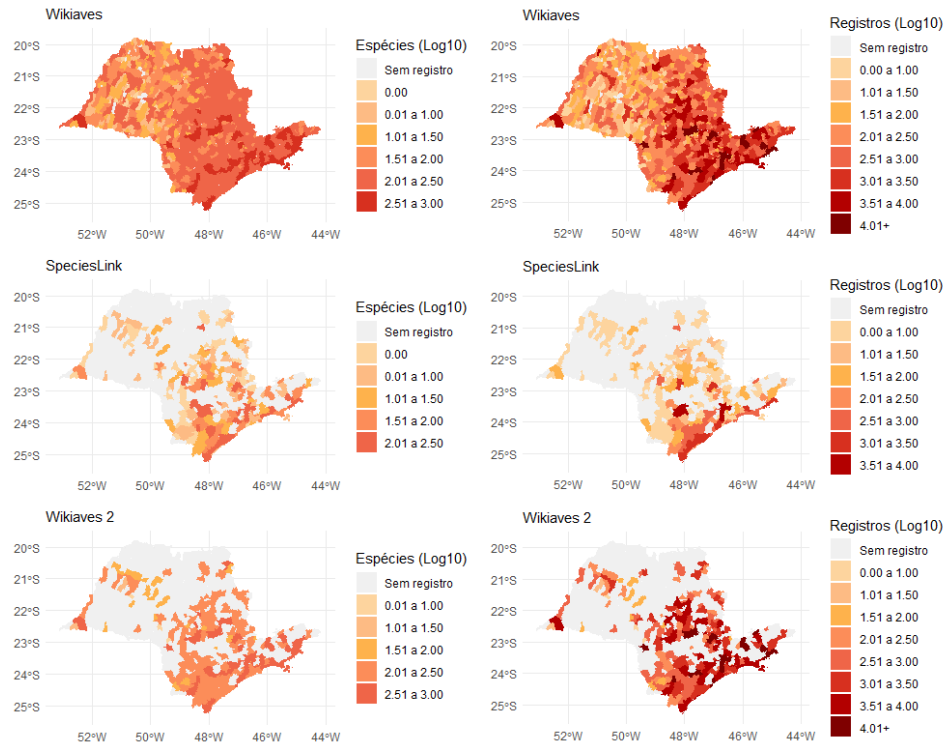 Wikiaves
20°S
21°S
22°S
23°S
24°S
25°S
52°W 50°W 48°W 46°W 44°W
Espécies (Log10)
Sem registro
0.00
0.01 a 1.00
1.01 a 1.50
1.51 a 2.00
2.01 a 2.50
2.51 a 3.00
Wikiaves
20°S
21°S
22°S
23°S
24°S
25°S
52°W 50°W 48°W 46°W 44°W
Registros (Log10)
Sem registro
0.00 a 1.00
1.01 a 1.50
1.51 a 2.00
2.01 a 2.50
2.51 a 3.00
3.01 a 3.50
3.51 a 4.00
4.01+
SpeciesLink
20°S
21°S
22°S
23°S
24°S
25°S
52°W 50°W 48°W 46°W 44°W
Espécies (Log10)
Sem registro
0.00
0.01 a 1.00
1.01 a 1.50
1.51 a 2.00
2.01 a 2.50
SpeciesLink
20°S
21°S
22°S
23°S
24°S
25°S
52°W 50°W 48°W 46°W 44°W
Registros (Log10)
Sem registro
0.00 a 1.00
1.01 a 1.50
1.51 a 2.00
2.01 a 2.50
2.51 a 3.00
3.01 a 3.50
3.51 a 4.00
Wikiaves 2
20°S
21°S
22°S
23°S
24°S
25°S
52°W 50°W 48°W 46°W 44°W
Espécies (Log10)
Sem registro
0.01 a 1.00
1.01 a 1.50
1.51 a 2.00
2.01 a 2.50
2.51 a 3.00
Wikiaves 2
20°S
21°S
22°S
23°S
24°S
25°S
52°W 50°W 48°W 46°W 44°W
Registros (Log10)
Sem registro
0.00 a 1.00
1.01 a 1.50
1.51 a 2.00
2.01 a 2.50
2.51 a 3.00
3.01 a 3.50
3.51 a 4.00
4.01+